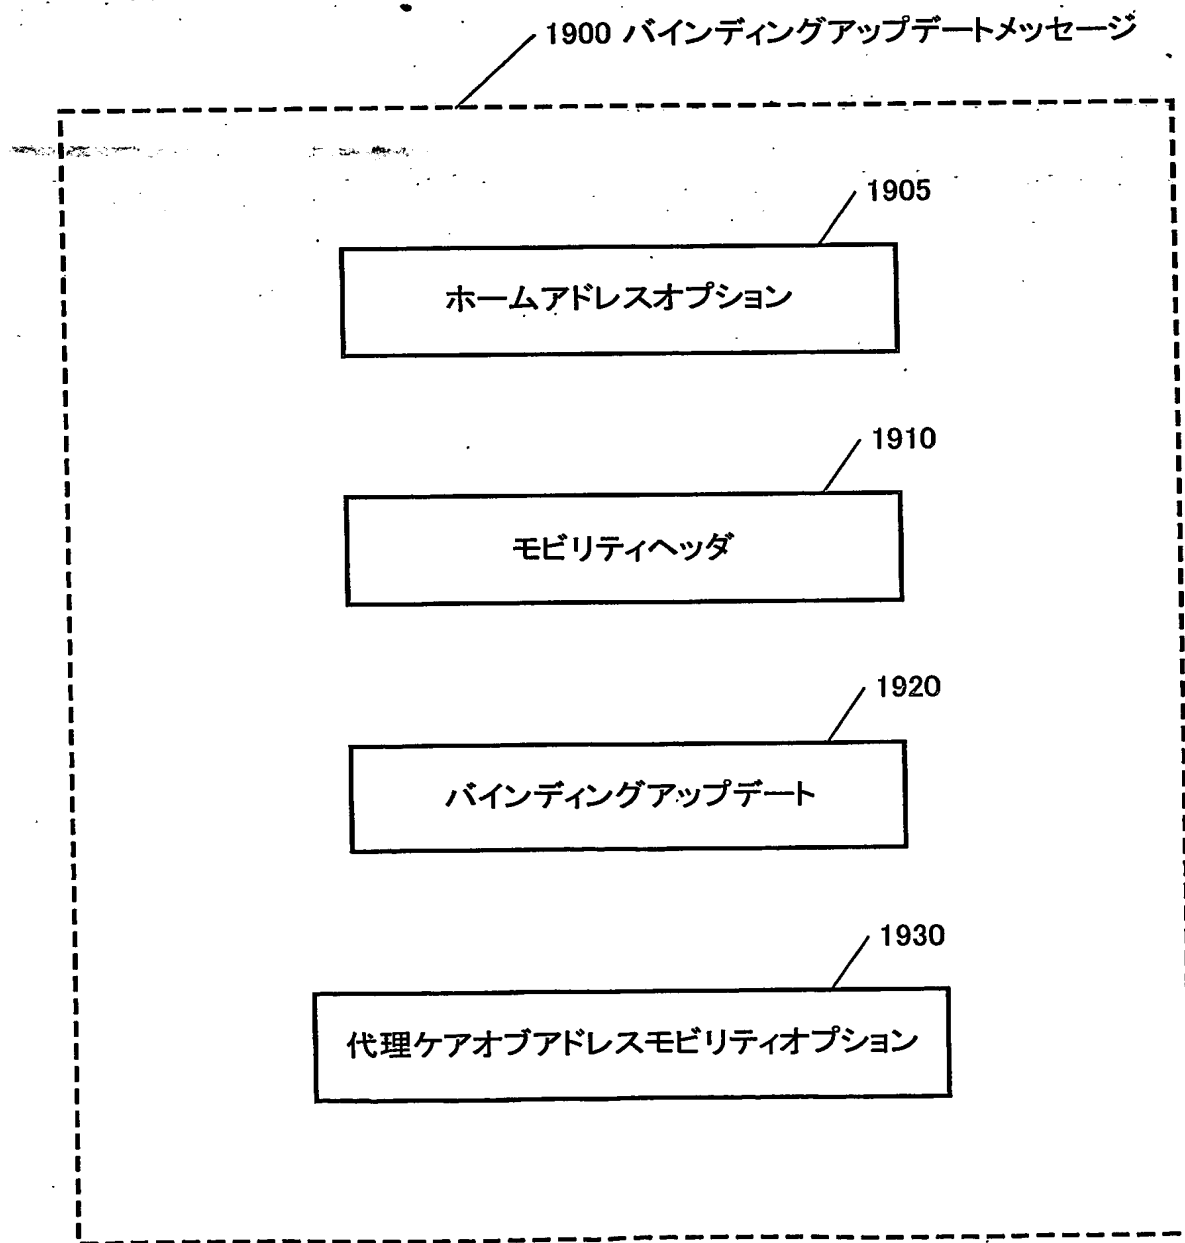 1900 バインディングアップデートメッセージ
1905
ホームアドレスオプション
1910
モビリティヘッダ
1920
バインディングアップデート
1930
代理ケアオブアドレスモビリティオプション